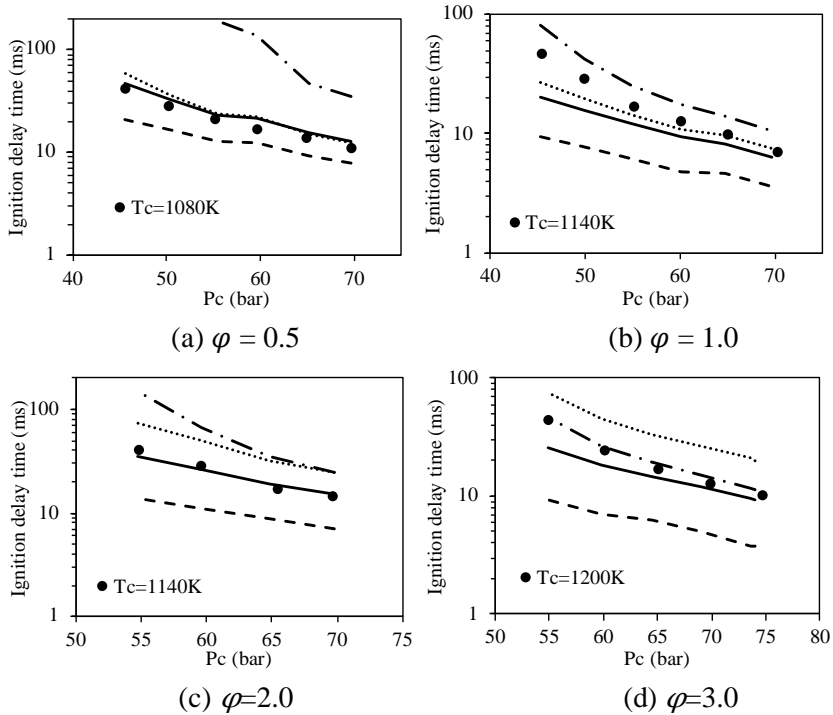 Ignition delay time (ms)
100
10
1
40
50
60
70
Pc (bar)
Tc=1080K
(a) φ = 0.5
Ignition delay time (ms)
100
10
1
40
50
60
70
Pc (bar)
Tc=1140K
(b) φ = 1.0
Ignition delay time (ms)
100
10
1
50
55
60
65
70
75
Pc (bar)
Tc=1140K
(c) φ=2.0
Ignition delay time (ms)
100
10
1
50
55
60
65
70
75
80
Pc (bar)
Tc=1200K
(d) φ=3.0